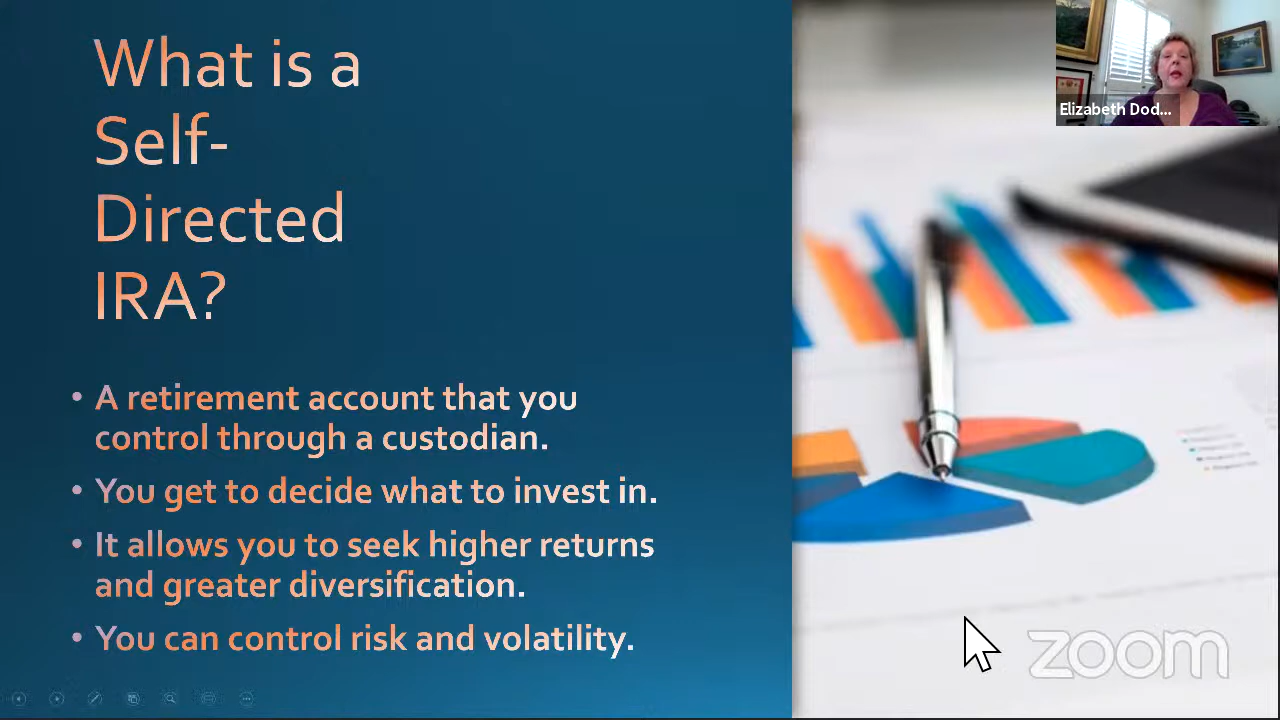 What is a
Self-
Directed
IRA?
• A retirement account that you
control through a custodian.
• You get to decide what to invest in.
• It allows you to seek higher returns
and greater diversification.
• You can control risk and volatility.
Elizabeth Dod...
zoom